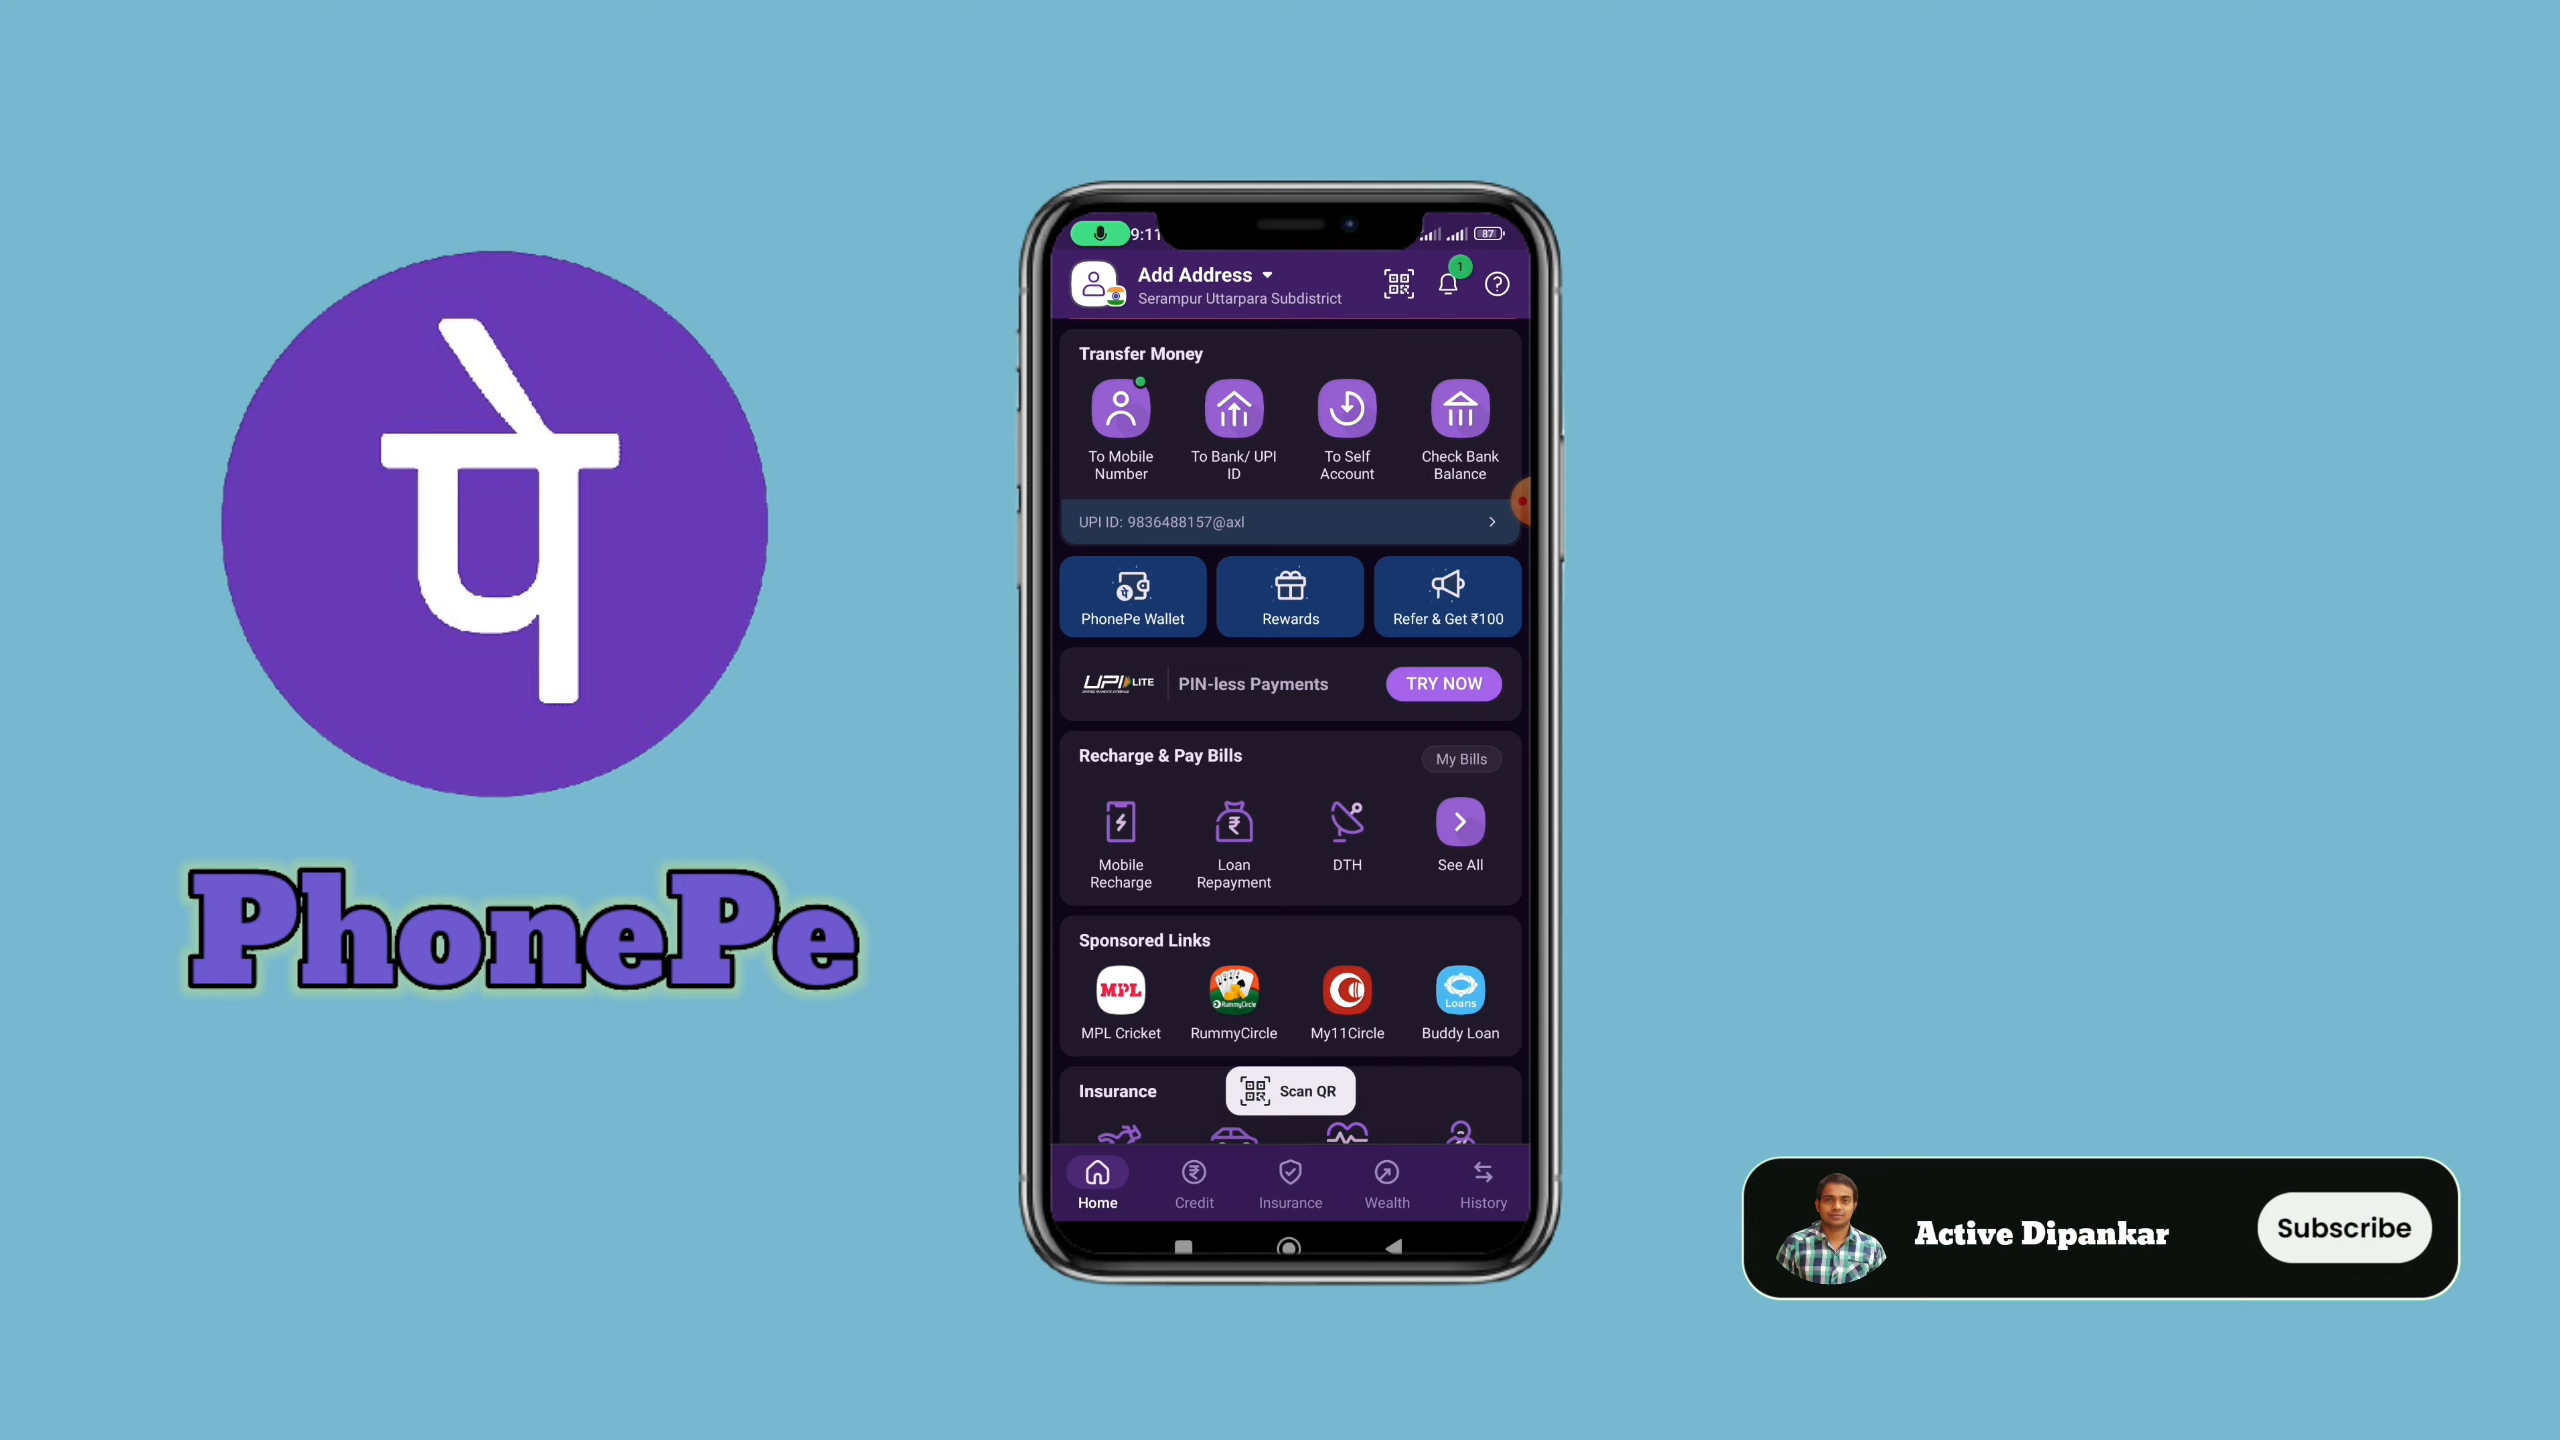 पे
PhonePe
9:11
87
Add Address
Serampur Uttarpara Subdistrict
1
?
Transfer Money
To Mobile Number
To Bank/ UPI ID
To Self Account
Check Bank Balance
UPI ID: 9836488157@axl
PhonePe Wallet
Rewards
Refer & Get ₹100
UPI LITE
PIN-less Payments
TRY NOW
Recharge & Pay Bills
My Bills
Mobile Recharge
Loan Repayment
DTH
See All
Sponsored Links
MPL
RummyCircle
Loans
MPL Cricket
RummyCircle
My11Circle
Buddy Loan
Insurance
Scan QR
Home
Credit
Insurance
Wealth
History
Active Dipankar
Subscribe